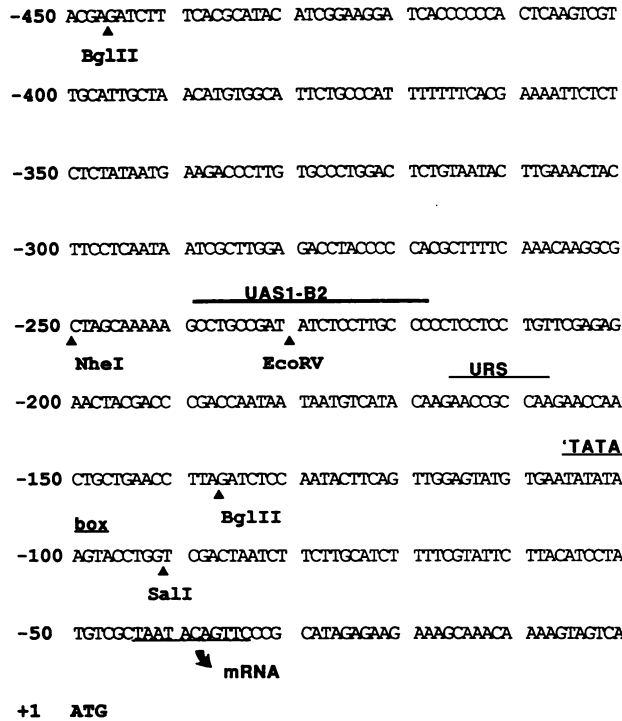 -450 ACGAGATCTT TCACGCATAC ATCGGAAGGA TCACCCCCCA CTCAAGTCGT
BglII
-400 TGCATTGCTA ACATGTGGCA TTCTGCCCAT TTTTTTCACG AAAATTCTCT
-350 CTCTATAATG AAGACCCTTG TGCCCTGGAC TCTGTAATAC TTGAAACTAC
-300 TTCCTCAATA ATCGCTTGGA GACCTACCCC CACGCTTTTC AAACAAGGCG
UAS1-B2
-250 CTAGCAAAAA GCCTGCCGAT ATCTCCTTGC CCCCTCCTCC TGTTCGAGAG
NheI EcoRV
URS
-200 AACTACGACC CGACCAATAA TAATGTCATA CAAGAACCGC CAAGAACCAA
'TATA
-150 CTGCTGAACC TTAGATCTCC AATACTTCAG TTGGAGTATG TGAATATATA
box BglII
-100 AGTACCTGGT CGACTAATCT TCTTGCATCT TTTCGTATTC TTACATCCTA
SalI
-50 TGTCGCTAAT ACAGTTCCCG CATAGAGAAG AAAGCAAACA AAAGTAGTCA
mRNA
+1 ATG